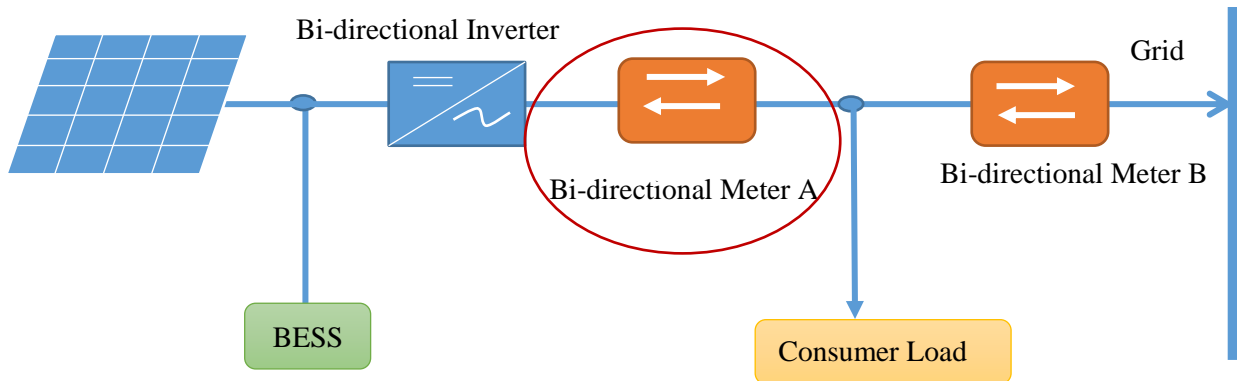 Bi-directional Inverter
Grid
Bi-directional Meter A
Bi-directional Meter B
BESS
Consumer Load